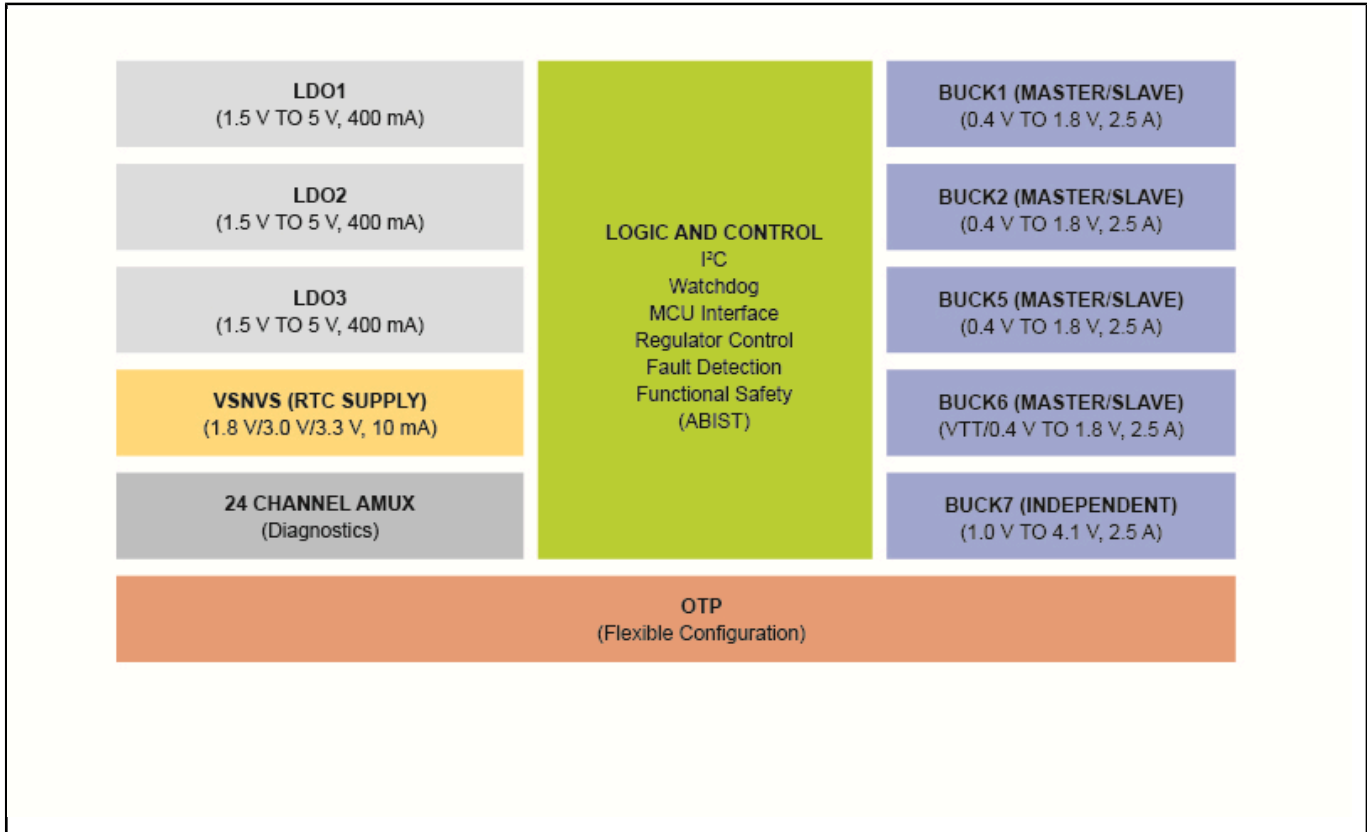 LDO1
(1.5 V TO 5 V, 400 mA)
LDO2
(1.5 V TO 5 V, 400 mA)
LDO3
(1.5 V TO 5 V, 400 mA)
VSNVS (RTC SUPPLY)
(1.8 V/3.0 V/3.3 V, 10 mA)
24 CHANNEL AMUX
(Diagnostics)
LOGIC AND CONTROL
I²C
Watchdog
MCU Interface
Regulator Control
Fault Detection
Functional Safety
(ABIST)
BUCK1 (MASTER/SLAVE)
(0.4 V TO 1.8 V, 2.5 A)
BUCK2 (MASTER/SLAVE)
(0.4 V TO 1.8 V, 2.5 A)
BUCK5 (MASTER/SLAVE)
(0.4 V TO 1.8 V, 2.5 A)
BUCK6 (MASTER/SLAVE)
(VTT/0.4 V TO 1.8 V, 2.5 A)
BUCK7 (INDEPENDENT)
(1.0 V TO 4.1 V, 2.5 A)
OTP
(Flexible Configuration)